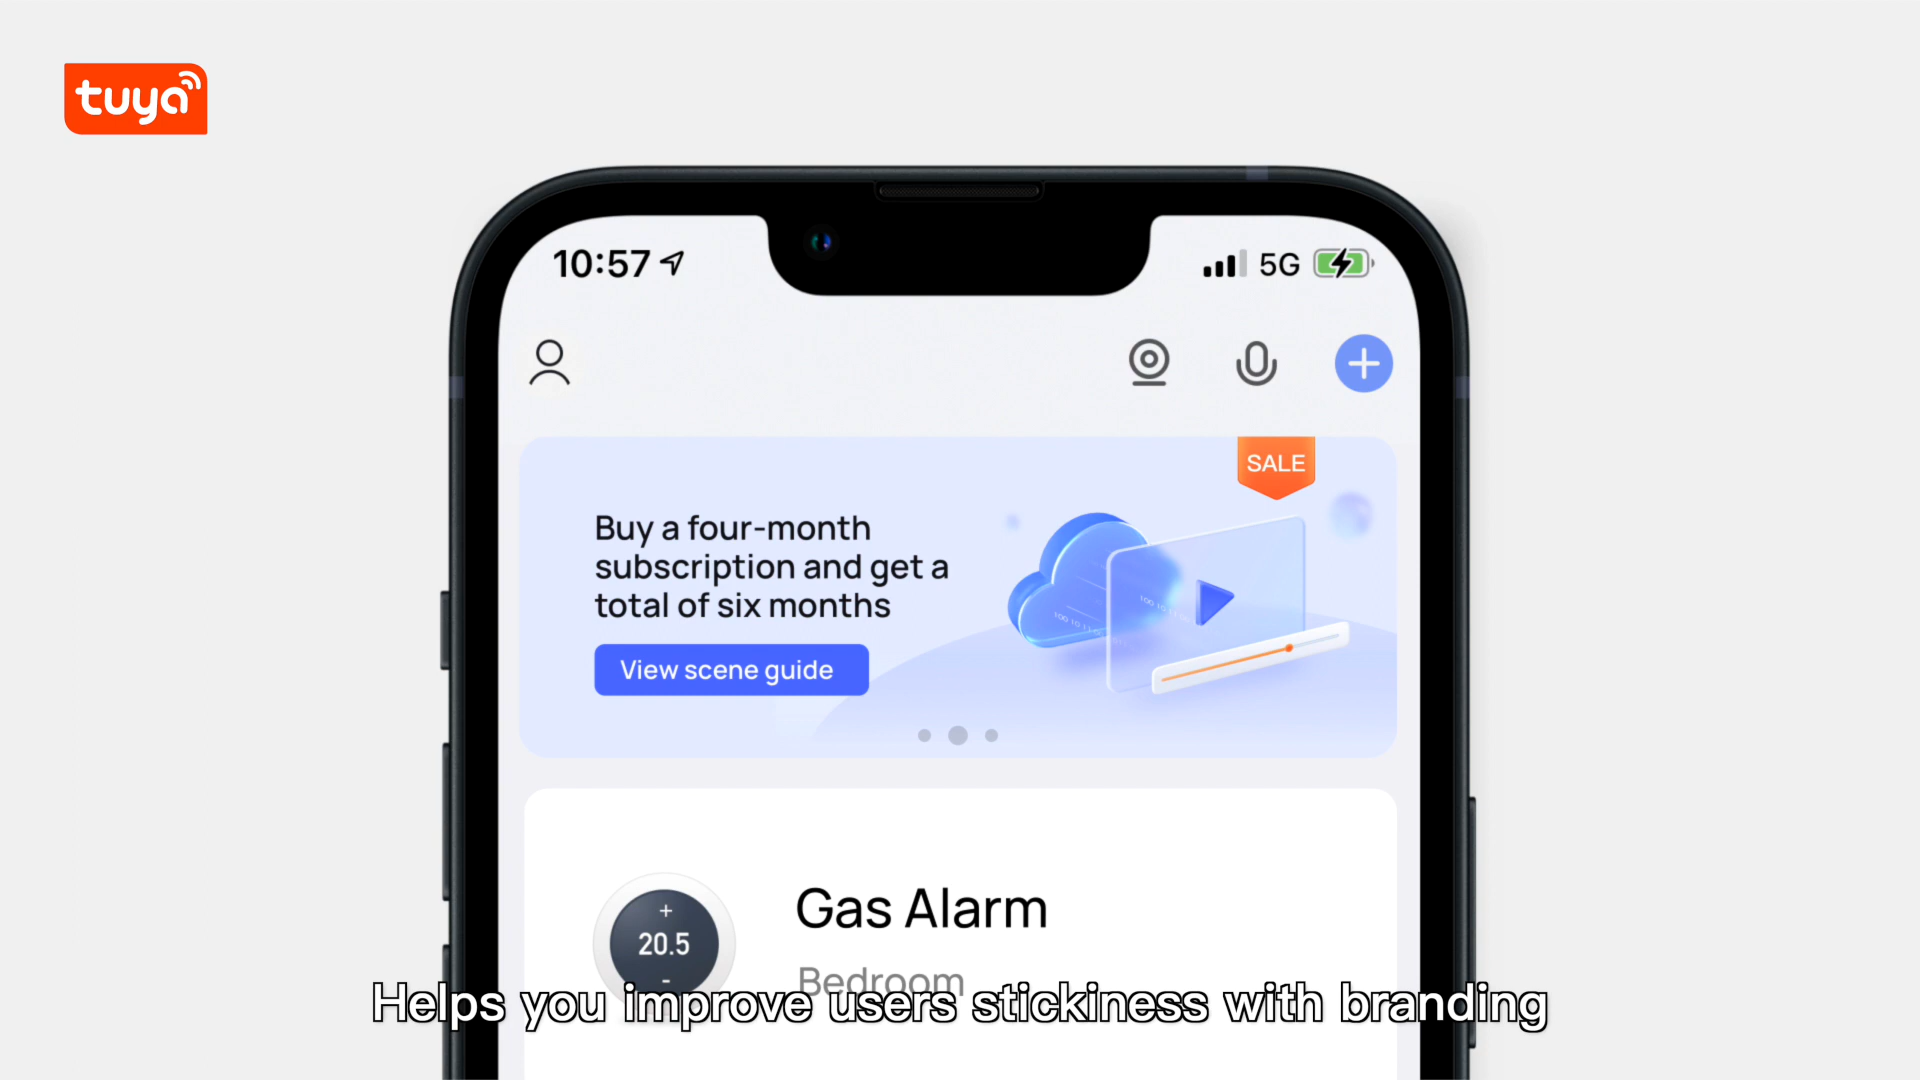 tuya
10:57
5G
SALE
Buy a four-month
subscription and get a
total of six months
View scene guide
Gas Alarm
+
20.5
-
Bedroom
Helps you improve users stickiness with branding